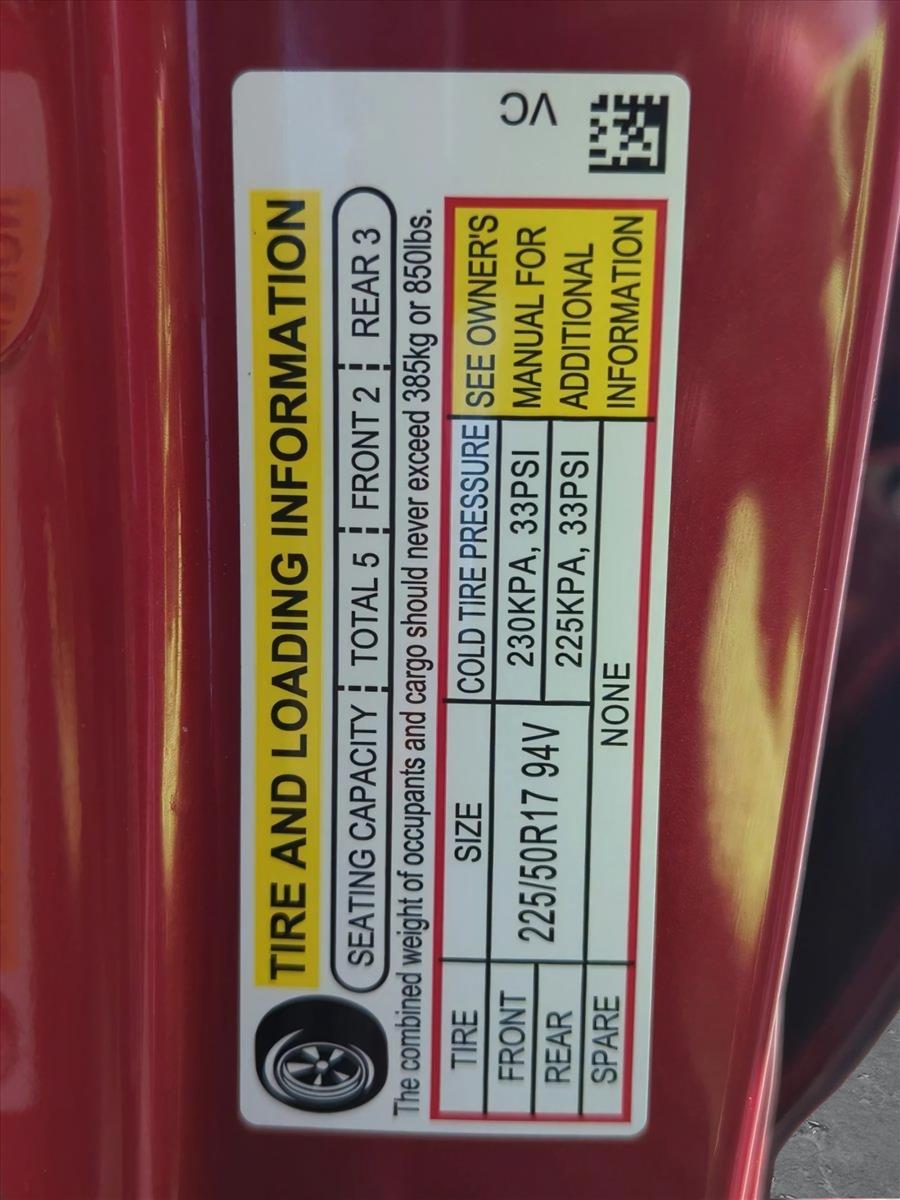 TIRE AND LOADING INFORMATION
SEATING CAPACITY TOTAL 5 FRONT 2 REAR 3
The combined weight of occupants and cargo should never exceed 385kg or 850lbs.
TIRE SIZE COLD TIRE PRESSURE
FRONT 225/50R17 94V 230KPA, 33PSI
REAR 225KPA, 33PSI
SPARE NONE
SEE OWNER'S
MANUAL FOR
ADDITIONAL
INFORMATION
VC